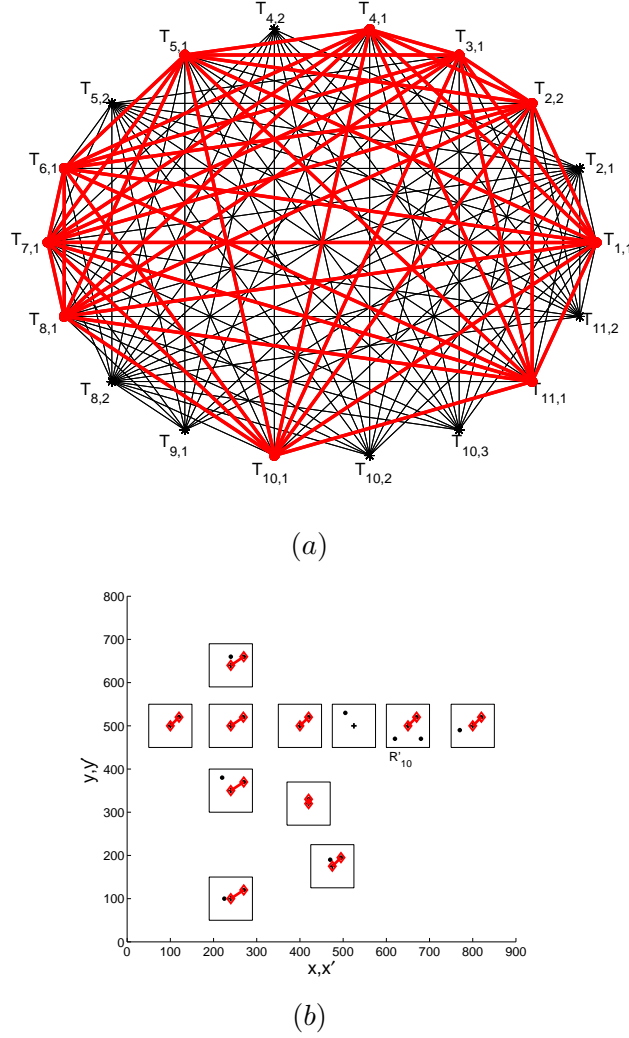 T4,2
T4,1
T5,1
T3,1
T5,2
T2,2
T6,1
T2,1
T7,1
T1,1
T8,1
T11,2
T8,2
T11,1
T9,1
T10,3
T10,1
T10,2
(a)
800
700
600
500
400
300
200
100
0
y,y'
R'10
0 100 200 300 400 500 600 700 800 900
x,x'
(b)